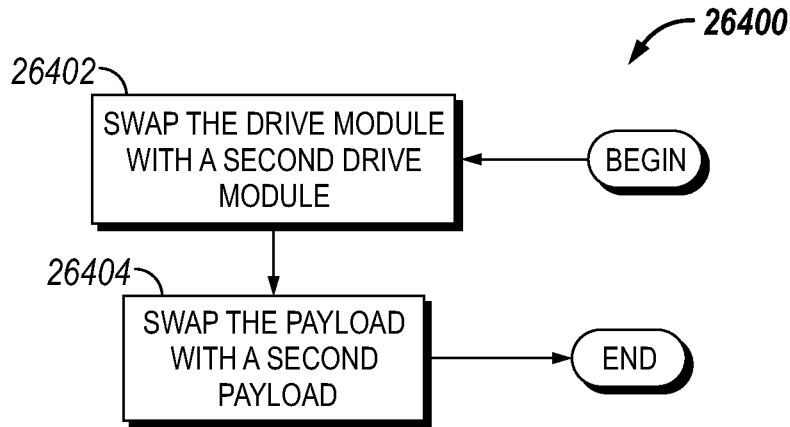 26400
26402
SWAP THE DRIVE MODULE
WITH A SECOND DRIVE
MODULE
BEGIN
26404
SWAP THE PAYLOAD
WITH A SECOND
PAYLOAD
END